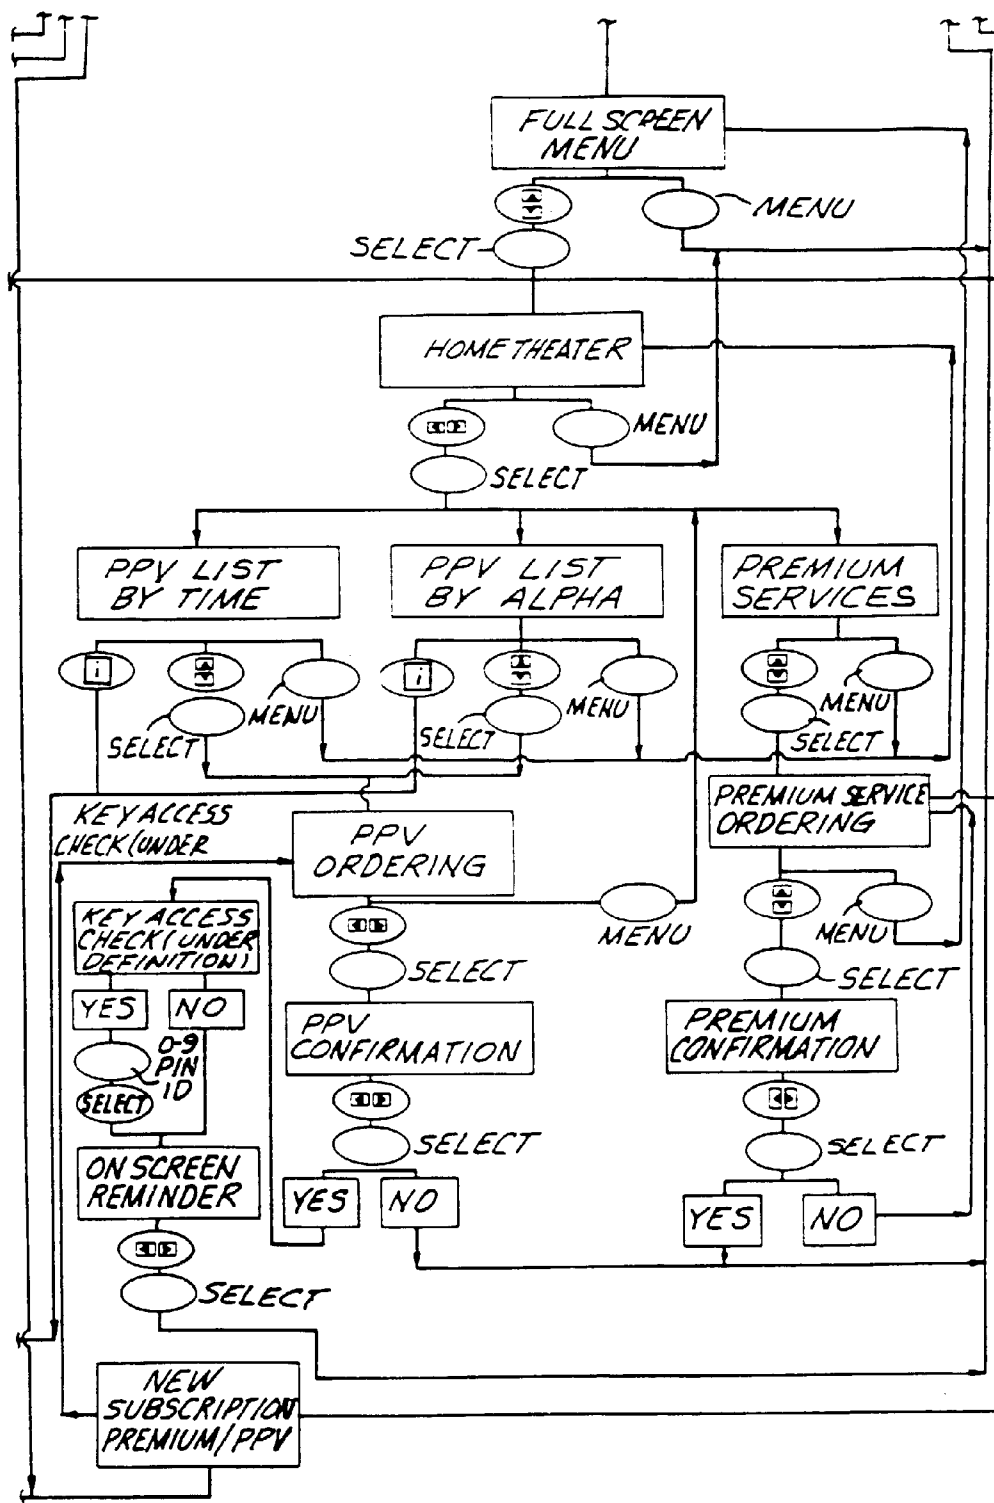 FULL SCREEN
MENU
MENU
SELECT
HOME THEATER
MENU
SELECT
PPV LIST
BY TIME
PPV LIST
BY ALPHA
PREMIUM
SERVICES
i
i
MENU
MENU
MENU
SELECT
SELECT
SELECT
KEY ACCESS
CHECK (UNDER
PPV
ORDERING
PREMIUM SERVICE
ORDERING
KEY ACCESS
CHECK (UNDER
DEFINITION)
MENU
MENU
SELECT
SELECT
YES
NO
PPV
CONFIRMATION
PREMIUM
CONFIRMATION
0-9
PIN
ID
SELECT
SELECT
SELECT
ON SCREEN
REMINDER
YES
NO
YES
NO
SELECT
NEW
SUBSCRIPTION
PREMIUM/PPV